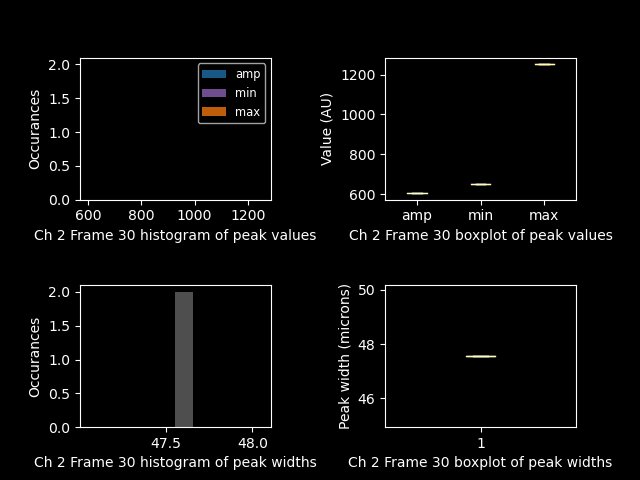 2.0
1.5
1.0
0.5
0.0
Occurances
amp
min
max
600 800 1000 1200
Ch 2 Frame 30 histogram of peak values
1200
1000
800
600
Value (AU)
amp min max
Ch 2 Frame 30 boxplot of peak values
2.0
1.5
1.0
0.5
0.0
Occurances
47.5 48.0
Ch 2 Frame 30 histogram of peak widths
50
48
46
Peak width (microns)
1
Ch 2 Frame 30 boxplot of peak widths